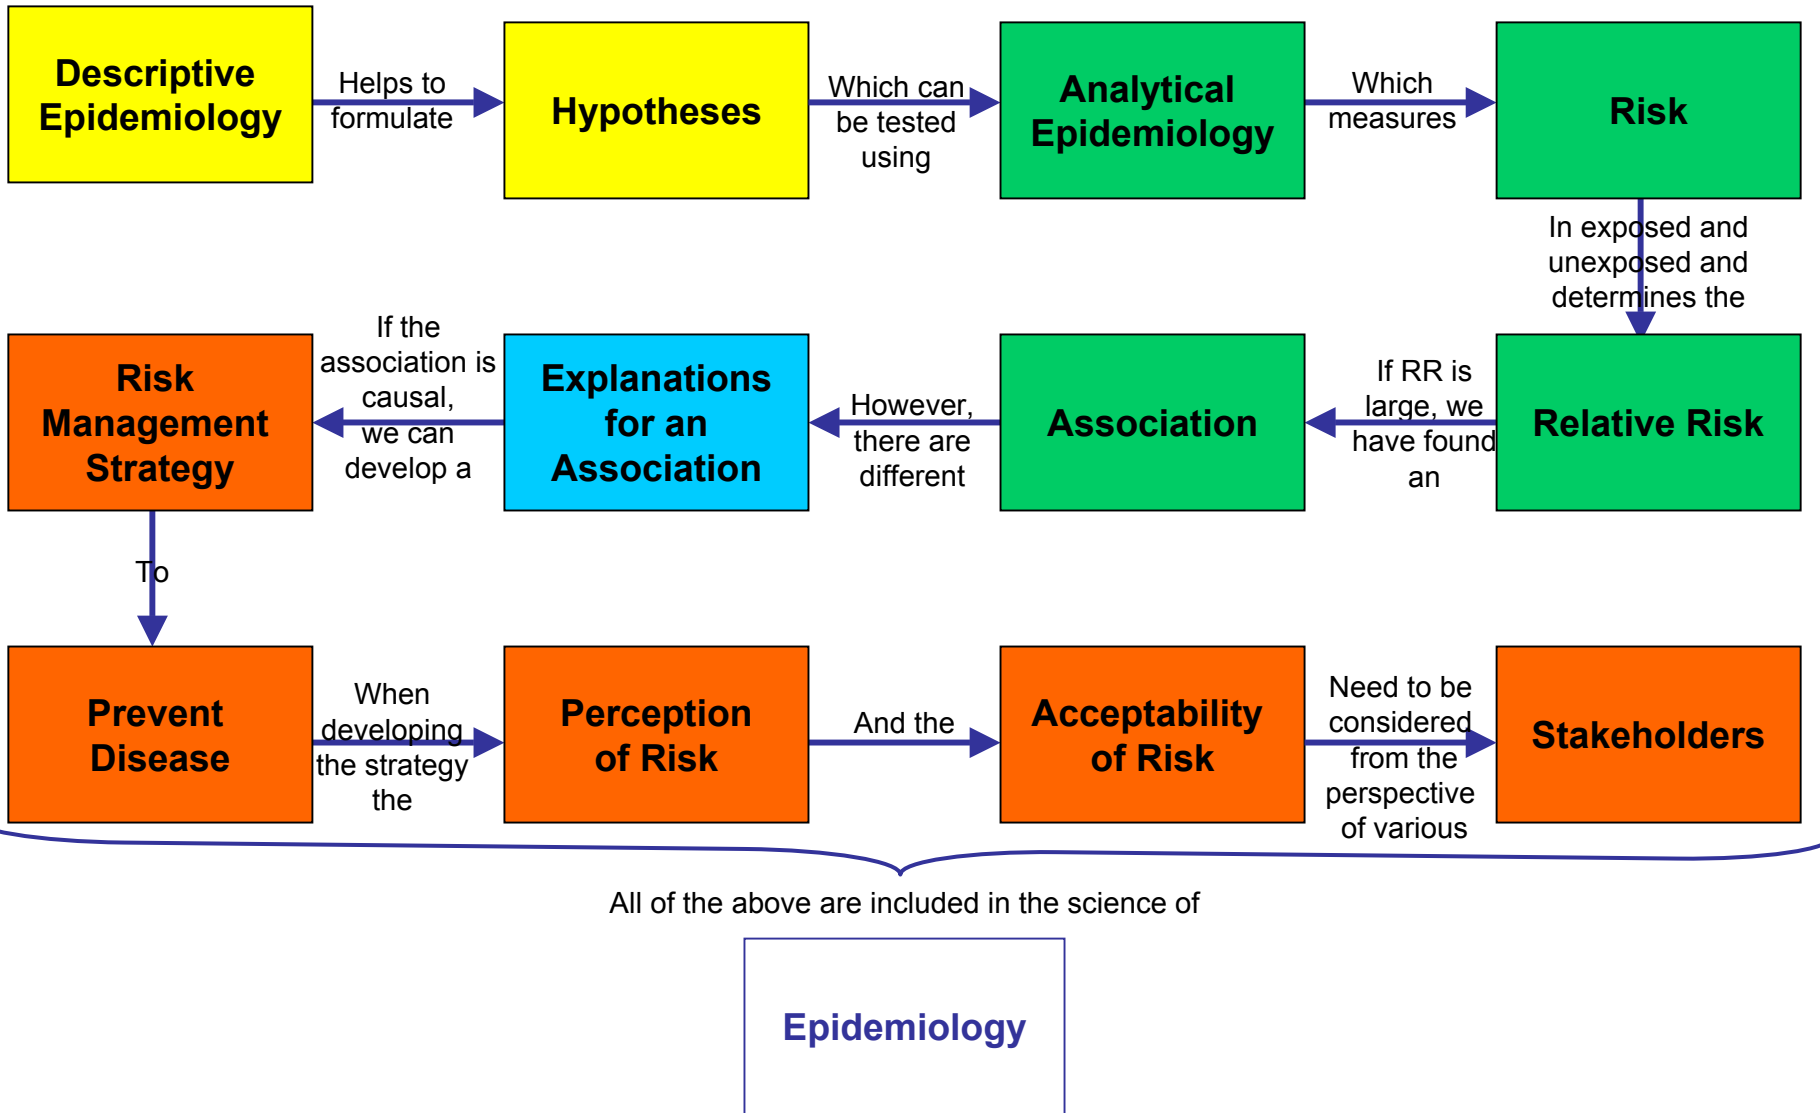 Descriptive
Epidemiology
Helps to
formulate
Hypotheses
Which can
be tested
using
Analytical
Epidemiology
Which
measures
Risk
In exposed and
unexposed and
determines the
Relative Risk
If RR is
large, we
have found
an
Association
However,
there are
different
Explanations
for an
Association
If the
association is
causal,
we can
develop a
Risk
Management
Strategy
To
Prevent
Disease
When
developing
the strategy
the
Perception
of Risk
And the
Acceptability
of Risk
Need to be
considered
from the
perspective
of various
Stakeholders
All of the above are included in the science of
Epidemiology